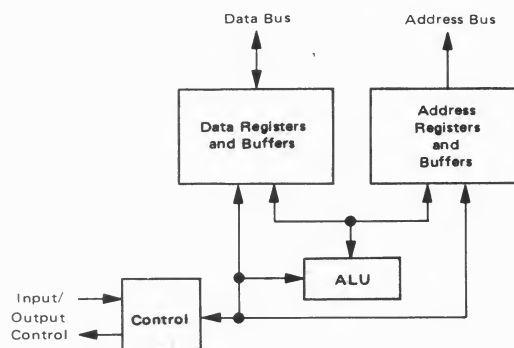 Data Bus
Address Bus
Data Registers
and Buffers
Address
Registers
and
Buffers
ALU
Input/
Output
Control
Control